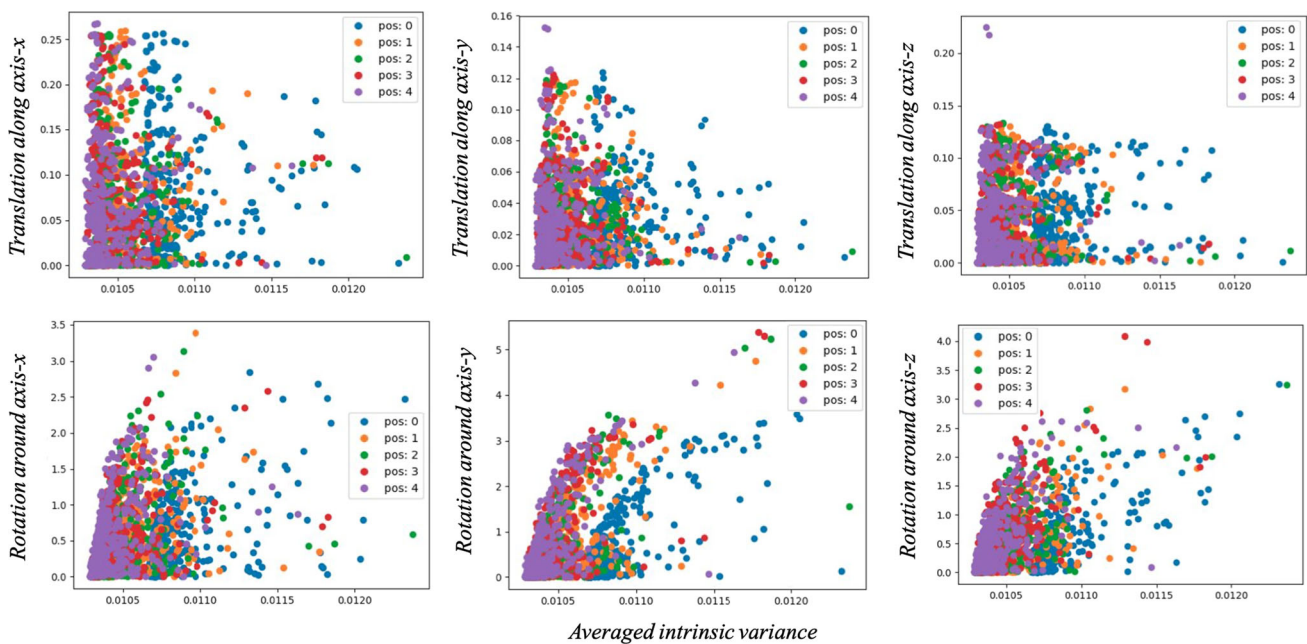 Translation along axis-x
0.25
0.20
0.15
0.10
0.05
0.00
0.0105 0.0110 0.0115 0.0120
pos: 0
pos: 1
pos: 2
pos: 3
pos: 4
Translation along axis-y
0.16
0.14
0.12
0.10
0.08
0.06
0.04
0.02
0.00
0.0105 0.0110 0.0115 0.0120
pos: 0
pos: 1
pos: 2
pos: 3
pos: 4
Translation along axis-z
0.20
0.15
0.10
0.05
0.00
0.0105 0.0110 0.0115 0.0120
pos: 0
pos: 1
pos: 2
pos: 3
pos: 4
Rotation around axis-x
3.5
3.0
2.5
2.0
1.5
1.0
0.5
0.0
0.0105 0.0110 0.0115 0.0120
pos: 0
pos: 1
pos: 2
pos: 3
pos: 4
Rotation around axis-y
5
4
3
2
1
0
0.0105 0.0110 0.0115 0.0120
pos: 0
pos: 1
pos: 2
pos: 3
pos: 4
Rotation around axis-z
4.0
3.5
3.0
2.5
2.0
1.5
1.0
0.5
0.0
0.0105 0.0110 0.0115 0.0120
pos: 0
pos: 1
pos: 2
pos: 3
pos: 4
Averaged intrinsic variance